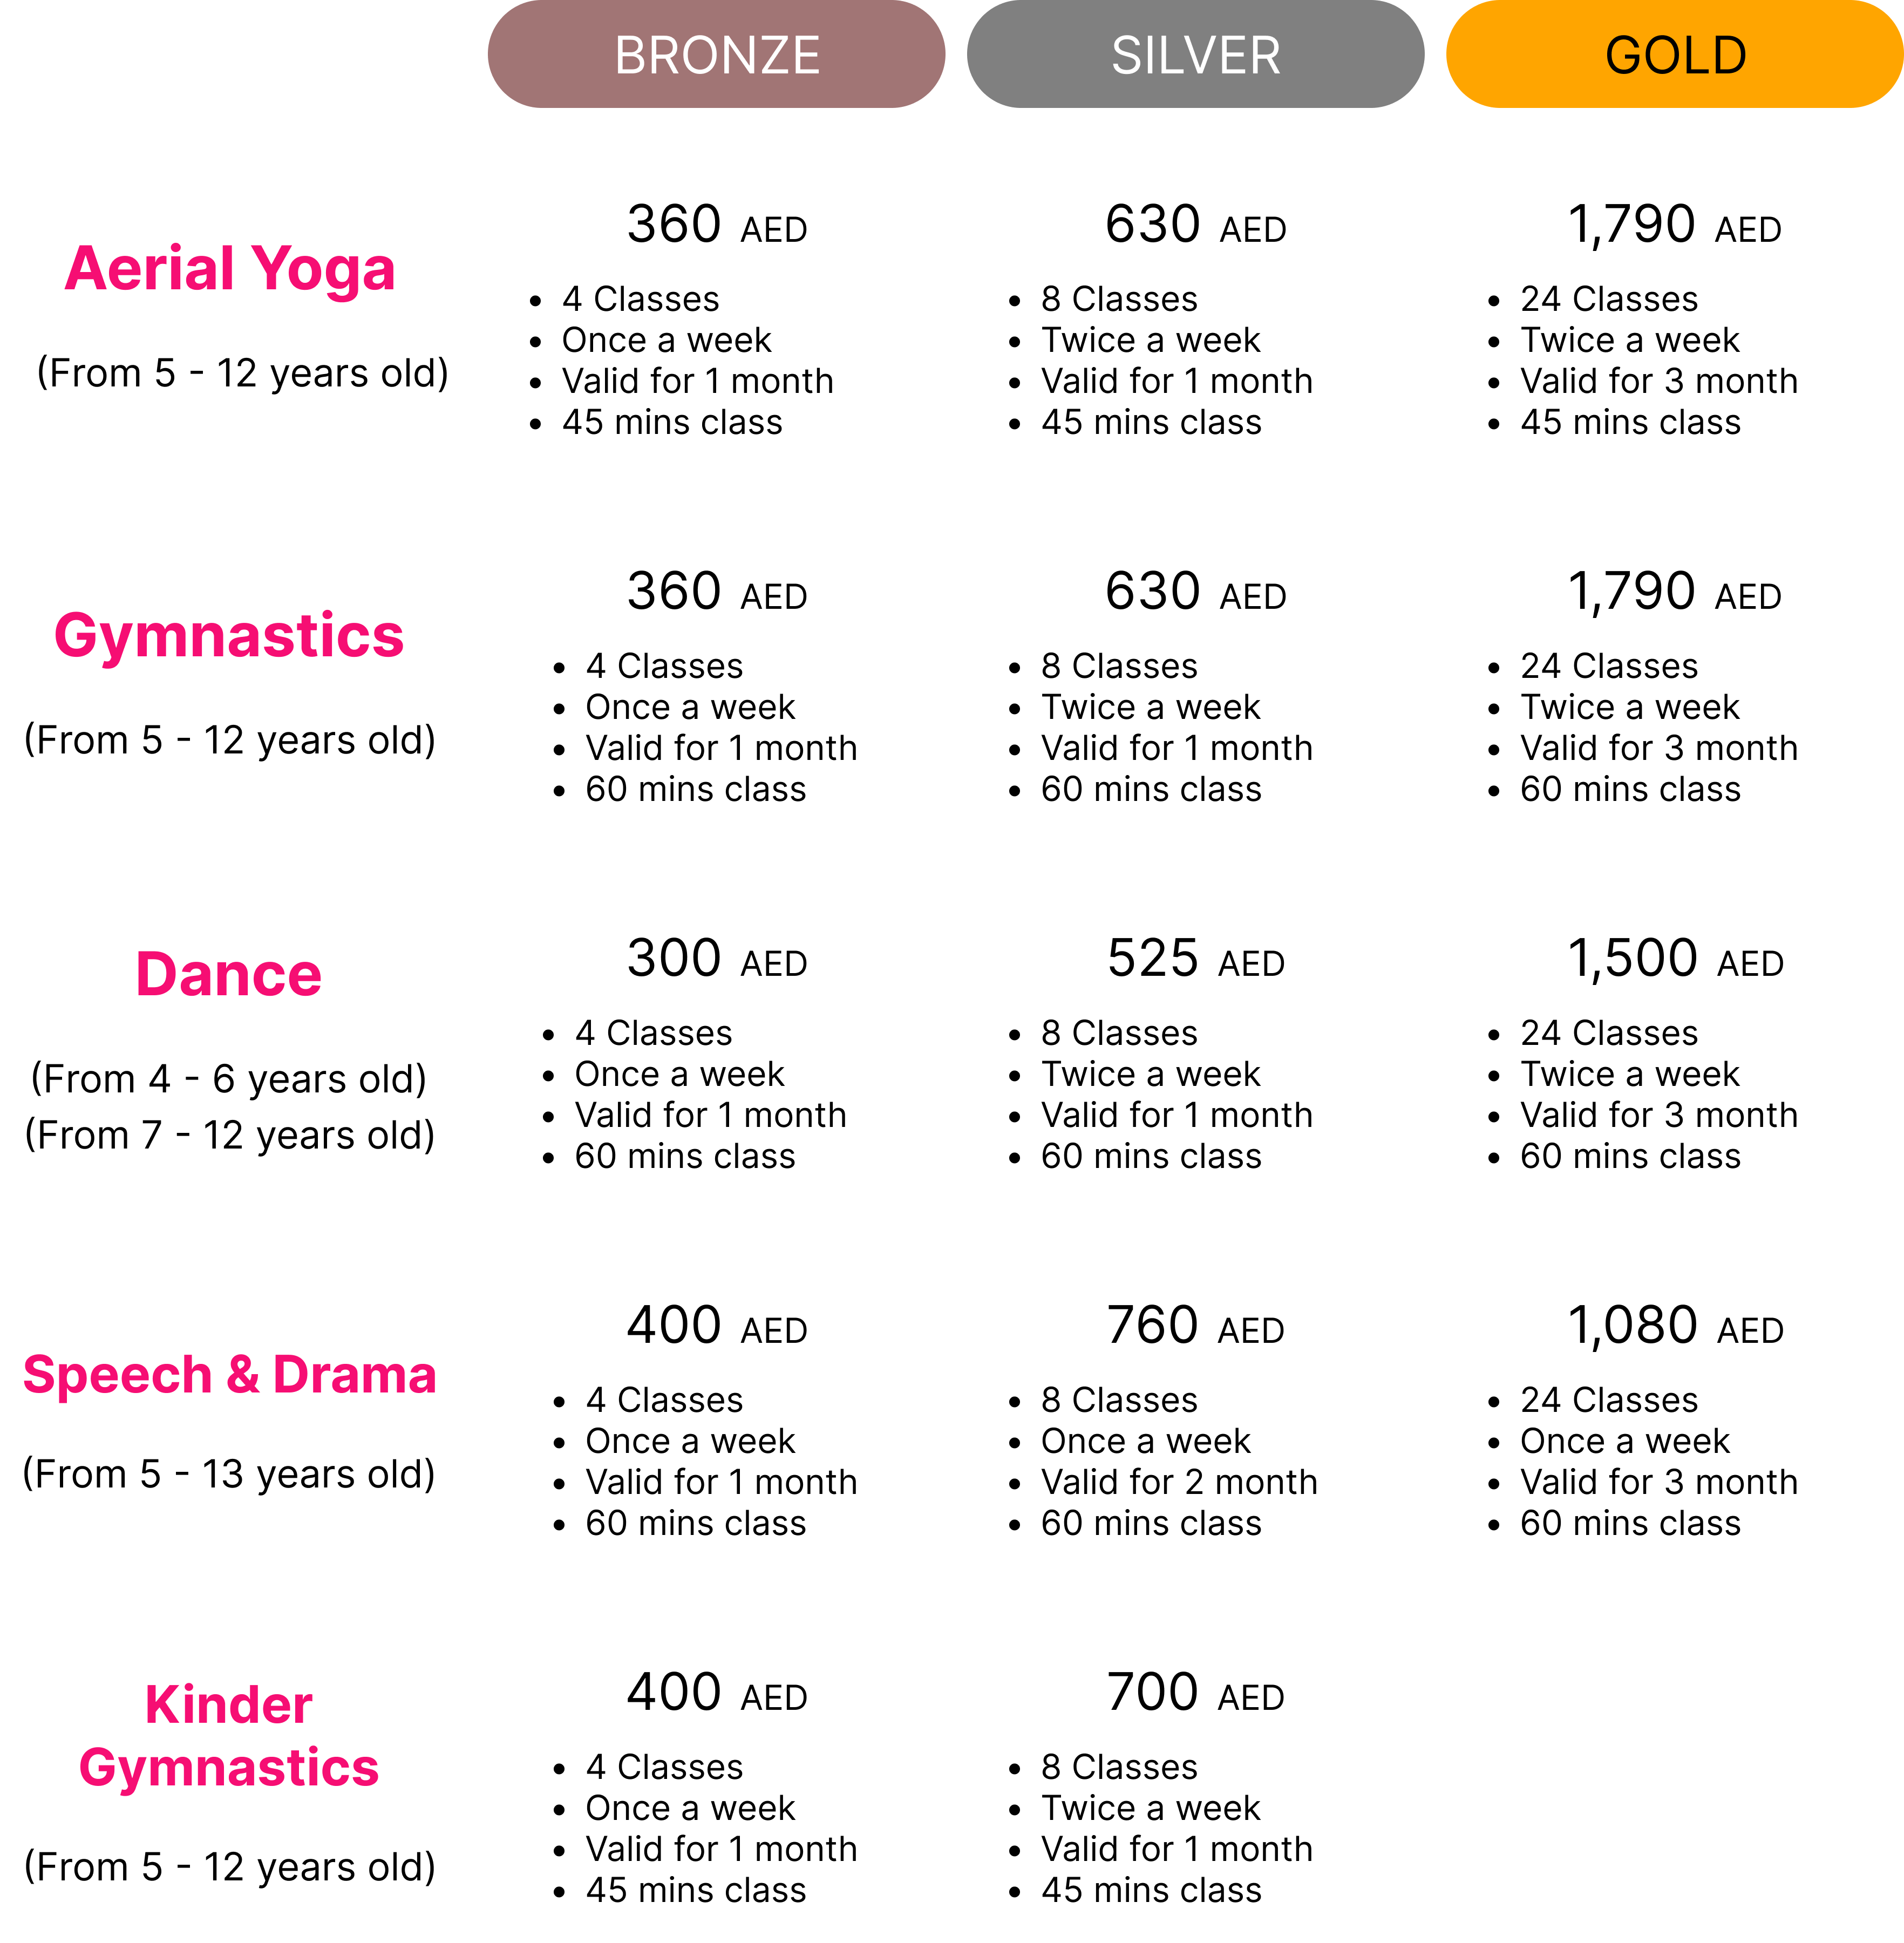 BRONZE
SILVER
GOLD
Aerial Yoga
(From 5 - 12 years old)
360 AED
• 4 Classes
• Once a week
• Valid for 1 month
• 45 mins class
630 AED
• 8 Classes
• Twice a week
• Valid for 1 month
• 45 mins class
1,790 AED
• 24 Classes
• Twice a week
• Valid for 3 month
• 45 mins class
Gymnastics
(From 5 - 12 years old)
360 AED
• 4 Classes
• Once a week
• Valid for 1 month
• 60 mins class
630 AED
• 8 Classes
• Twice a week
• Valid for 1 month
• 60 mins class
1,790 AED
• 24 Classes
• Twice a week
• Valid for 3 month
• 60 mins class
Dance
(From 4 - 6 years old)
(From 7 - 12 years old)
300 AED
• 4 Classes
• Once a week
• Valid for 1 month
• 60 mins class
525 AED
• 8 Classes
• Twice a week
• Valid for 1 month
• 60 mins class
1,500 AED
• 24 Classes
• Twice a week
• Valid for 3 month
• 60 mins class
Speech & Drama
(From 5 - 13 years old)
400 AED
• 4 Classes
• Once a week
• Valid for 1 month
• 60 mins class
760 AED
• 8 Classes
• Once a week
• Valid for 2 month
• 60 mins class
1,080 AED
• 24 Classes
• Once a week
• Valid for 3 month
• 60 mins class
Kinder
Gymnastics
(From 5 - 12 years old)
400 AED
• 4 Classes
• Once a week
• Valid for 1 month
• 45 mins class
700 AED
• 8 Classes
• Twice a week
• Valid for 1 month
• 45 mins class